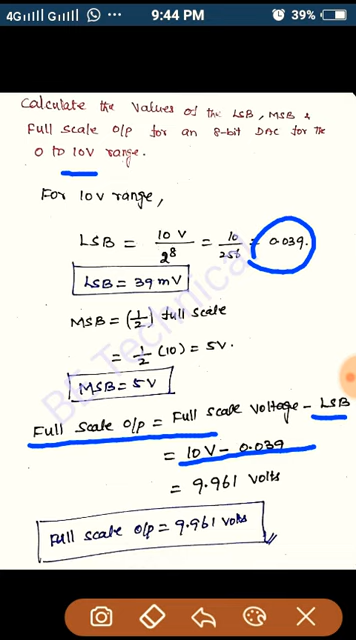 4G G ... 9:44 PM 39%
Calculate the Values of the LSB, MSB &
Full Scale o/p for an 8-bit DAC for the
0 to 10V range.
For 10V range,
LSB = 10 V / 2^8 = 10 / 256 = 0.039.
LSB = 39 mV
MSB = (1/2) full scale
= 1/2 (10) = 5V.
MSB = 5V
Full Scale o/p = Full Scale Voltage - LSB
= 10V - 0.039
= 9.961 Volts
Full Scale o/p = 9.961 Volts